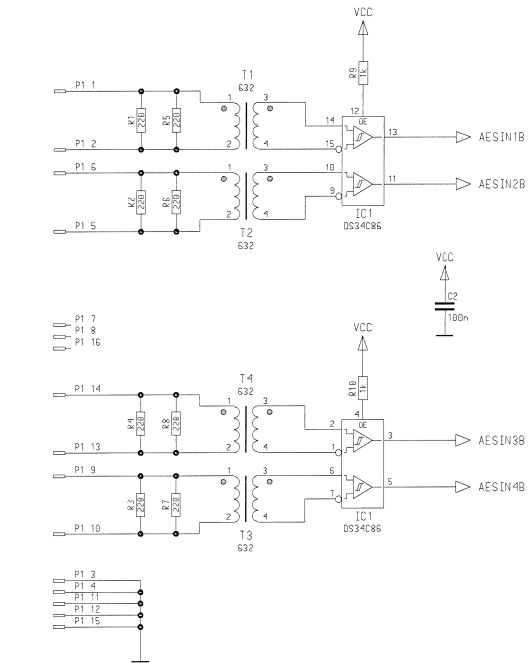 VCC
R9 1k
T1
632
P1 1
1 3
R1 220 R5 220
12
OE
14
13 AESIN1B
P1 2
2 4
15
P1 6
1 3
10
11 AESIN2B
R2 220 R6 220
9
P1 5
2 4
IC1
DS34C86
T2
632
VCC
C2
100n
P1 7
P1 8
P1 16
VCC
R10 1k
T4
632
P1 14
1 3
R4 220 R8 220
4
OE
2
3 AESIN3B
P1 13
2 4
1
P1 9
1 3
6
5 AESIN4B
R3 220 R7 220
7
P1 10
2 4
IC1
DS34C86
T3
632
P1 3
P1 4
P1 11
P1 12
P1 15